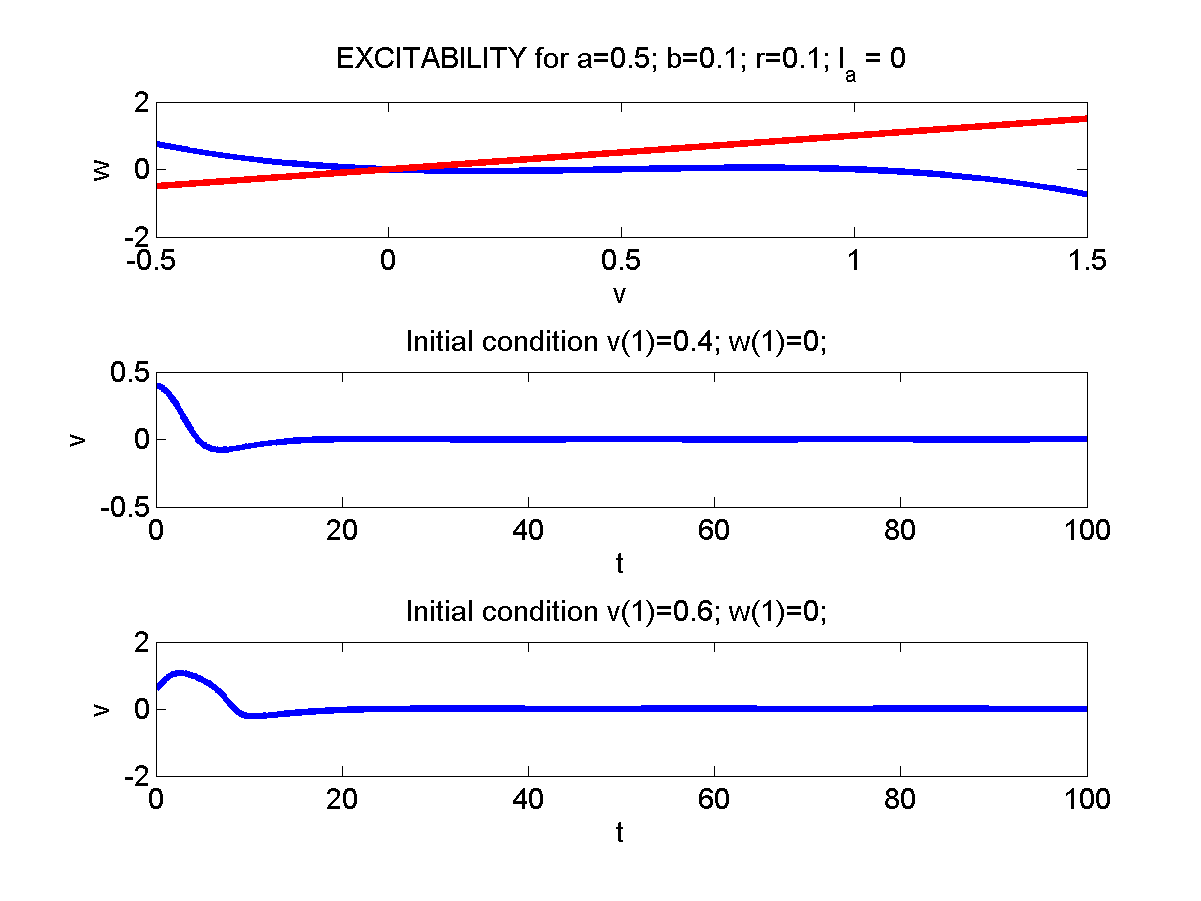 EXCITABILITY for a=0.5; b=0.1; r=0.1; I_a = 0
2
0
-2
w
-0.5 0 0.5 1 1.5
v
Initial condition v(1)=0.4; w(1)=0;
0.5
0
-0.5
v
0 20 40 60 80 100
t
Initial condition v(1)=0.6; w(1)=0;
2
0
-2
v
0 20 40 60 80 100
t